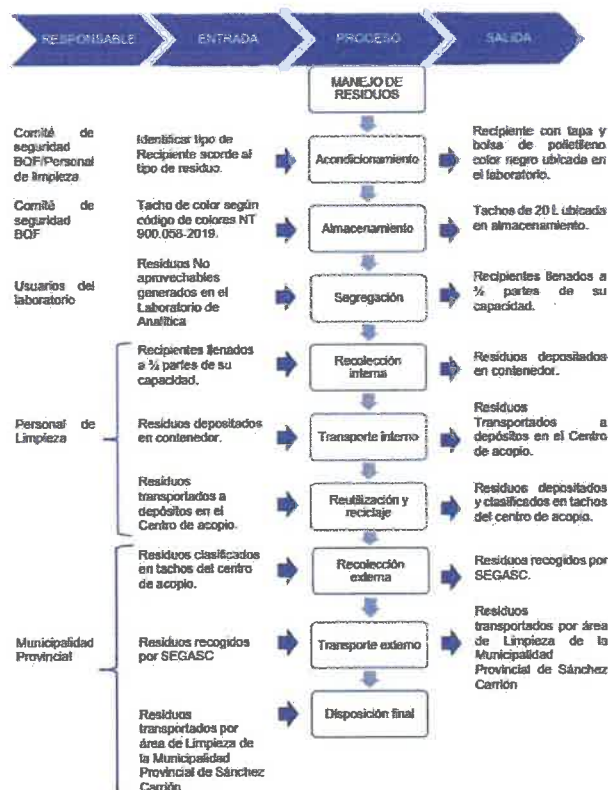 RESPONSABLE ENTRADA PROCESO SALIDA
MANEJO DE
RESIDUOS
Comité de
seguridad
BQF/Personal
de limpieza
Identificar tipo de
Recipiente acorde al
tipo de residuo.
Acondicionamiento
Recipiente con tapa y
bolsa de polietileno
color negro ubicada en
el laboratorio.
Comité de
seguridad
BQF
Tacho de color según
código de colores NT
900.058-2019.
Almacenamiento
Tachos de 20 L ubicada
en almacenamiento.
Usuarios del
laboratorio
Residuos No
aprovechables
generados en el
Laboratorio de
Analítica
Segregación
Recipientes llenados a
¾ partes de su
capacidad.
Personal de
Limpieza
Recipientes llenados
a ¾ partes de su
capacidad.
Recolección
interna
Residuos depositados
en contenedor.
Residuos depositados
en contenedor.
Transporte interno
Residuos
Transportados a
depósitos en el Centro
de acopio.
Residuos
transportados a
depósitos en el
Centro de acopio.
Reutilización y
reciclaje
Residuos depositados
y clasificados en tachos
del centro de acopio.
Municipalidad
Provincial
Residuos clasificados
en tachos del centro
de acopio.
Recolección
externa
Residuos recogidos por
SEGASC.
Residuos recogidos
por SEGASC
Transporte externo
Residuos
transportados por área
de Limpieza de la
Municipalidad
Provincial de Sánchez
Carrión
Residuos
transportados por
área de Limpieza de
la Municipalidad
Provincial de Sánchez
Carrión
Disposición final